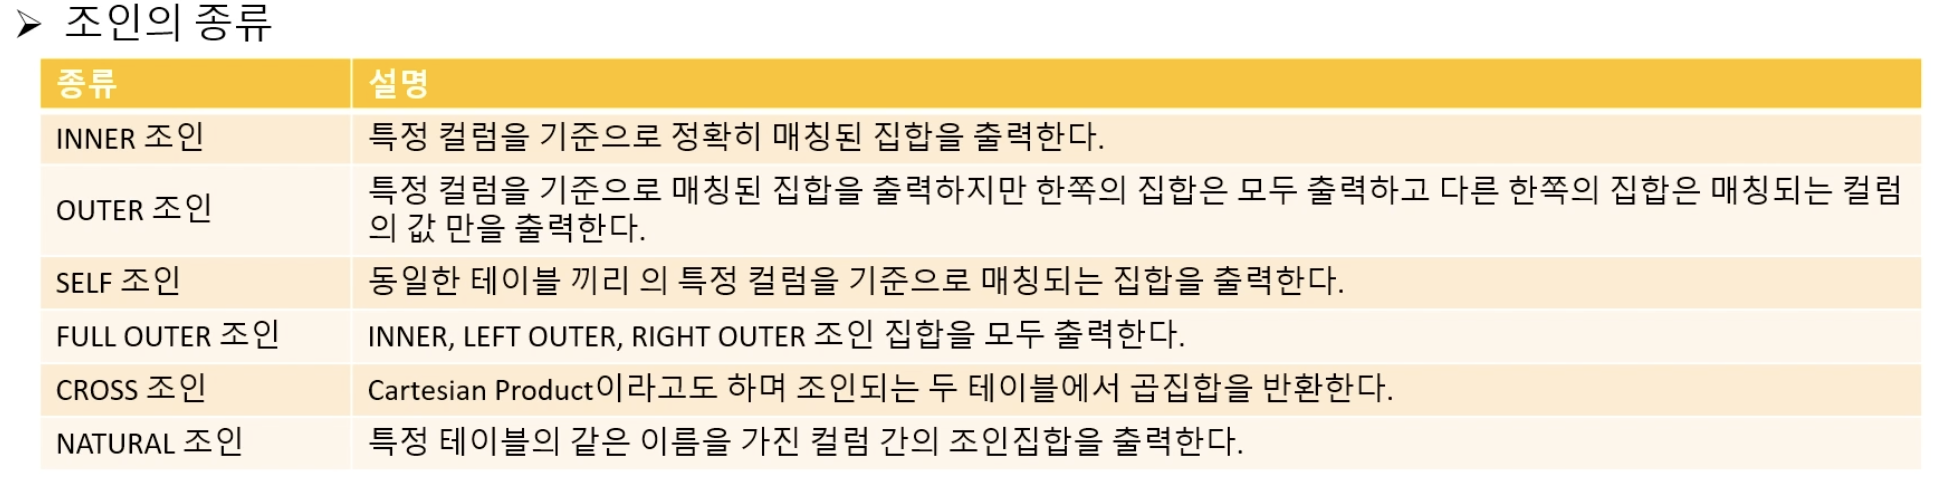 ➢ 조인의 종류
종류 설명
INNER 조인 특정 컬럼을 기준으로 정확히 매칭된 집합을 출력한다.
OUTER 조인 특정 컬럼을 기준으로 매칭된 집합을 출력하지만 한쪽의 집합은 모두 출력하고 다른 한쪽의 집합은 매칭되는 컬럼
의 값 만을 출력한다.
SELF 조인 동일한 테이블 끼리 의 특정 컬럼을 기준으로 매칭되는 집합을 출력한다.
FULL OUTER 조인 INNER, LEFT OUTER, RIGHT OUTER 조인 집합을 모두 출력한다.
CROSS 조인 Cartesian Product이라고도 하며 조인되는 두 테이블에서 곱집합을 반환한다.
NATURAL 조인 특정 테이블의 같은 이름을 가진 컬럼 간의 조인집합을 출력한다.